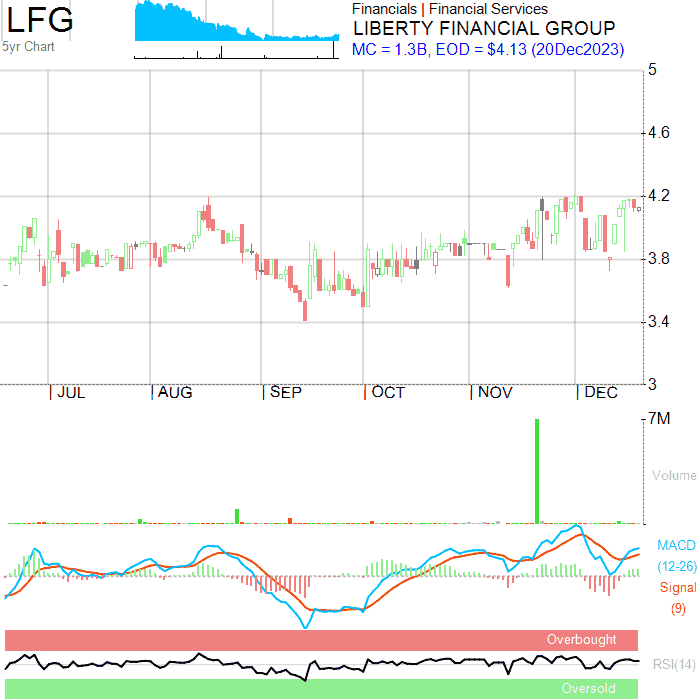 LFG
5yr Chart
Financials | Financial Services
LIBERTY FINANCIAL GROUP
MC = 1.3B, EOD = $4.13 (20Dec2023)
5
4.6
4.2
3.8
3.4
3
JUL AUG SEP OCT NOV DEC
7M
Volume
MACD
(12-26)
Signal
(9)
Overbought
RSI(14)
Oversold